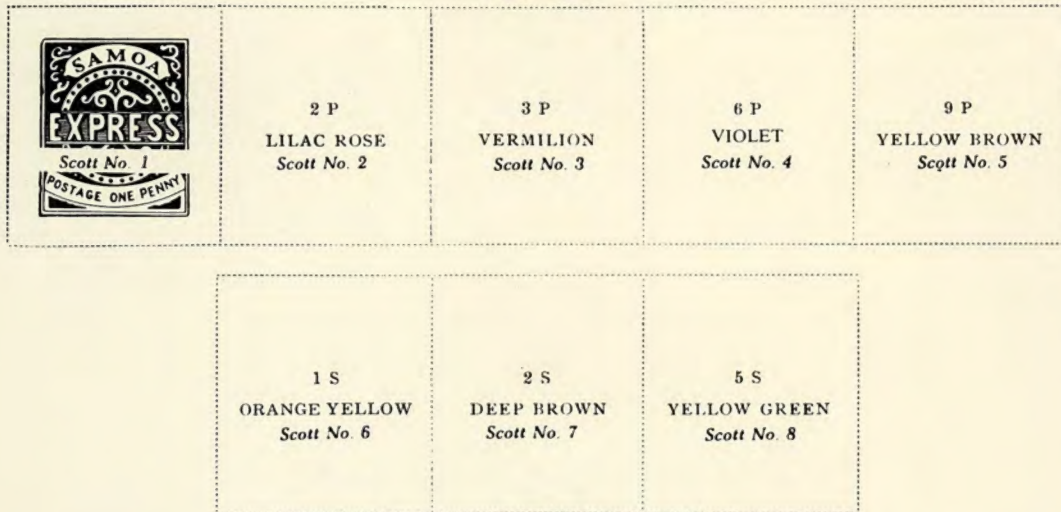 SAMOA
EXPRESS
Scott No. 1
POSTAGE ONE PENNY
2 P
LILAC ROSE
Scott No. 2
3 P
VERMILION
Scott No. 3
6 P
VIOLET
Scott No. 4
9 P
YELLOW BROWN
Scott No. 5
1 S
ORANGE YELLOW
Scott No. 6
2 S
DEEP BROWN
Scott No. 7
5 S
YELLOW GREEN
Scott No. 8